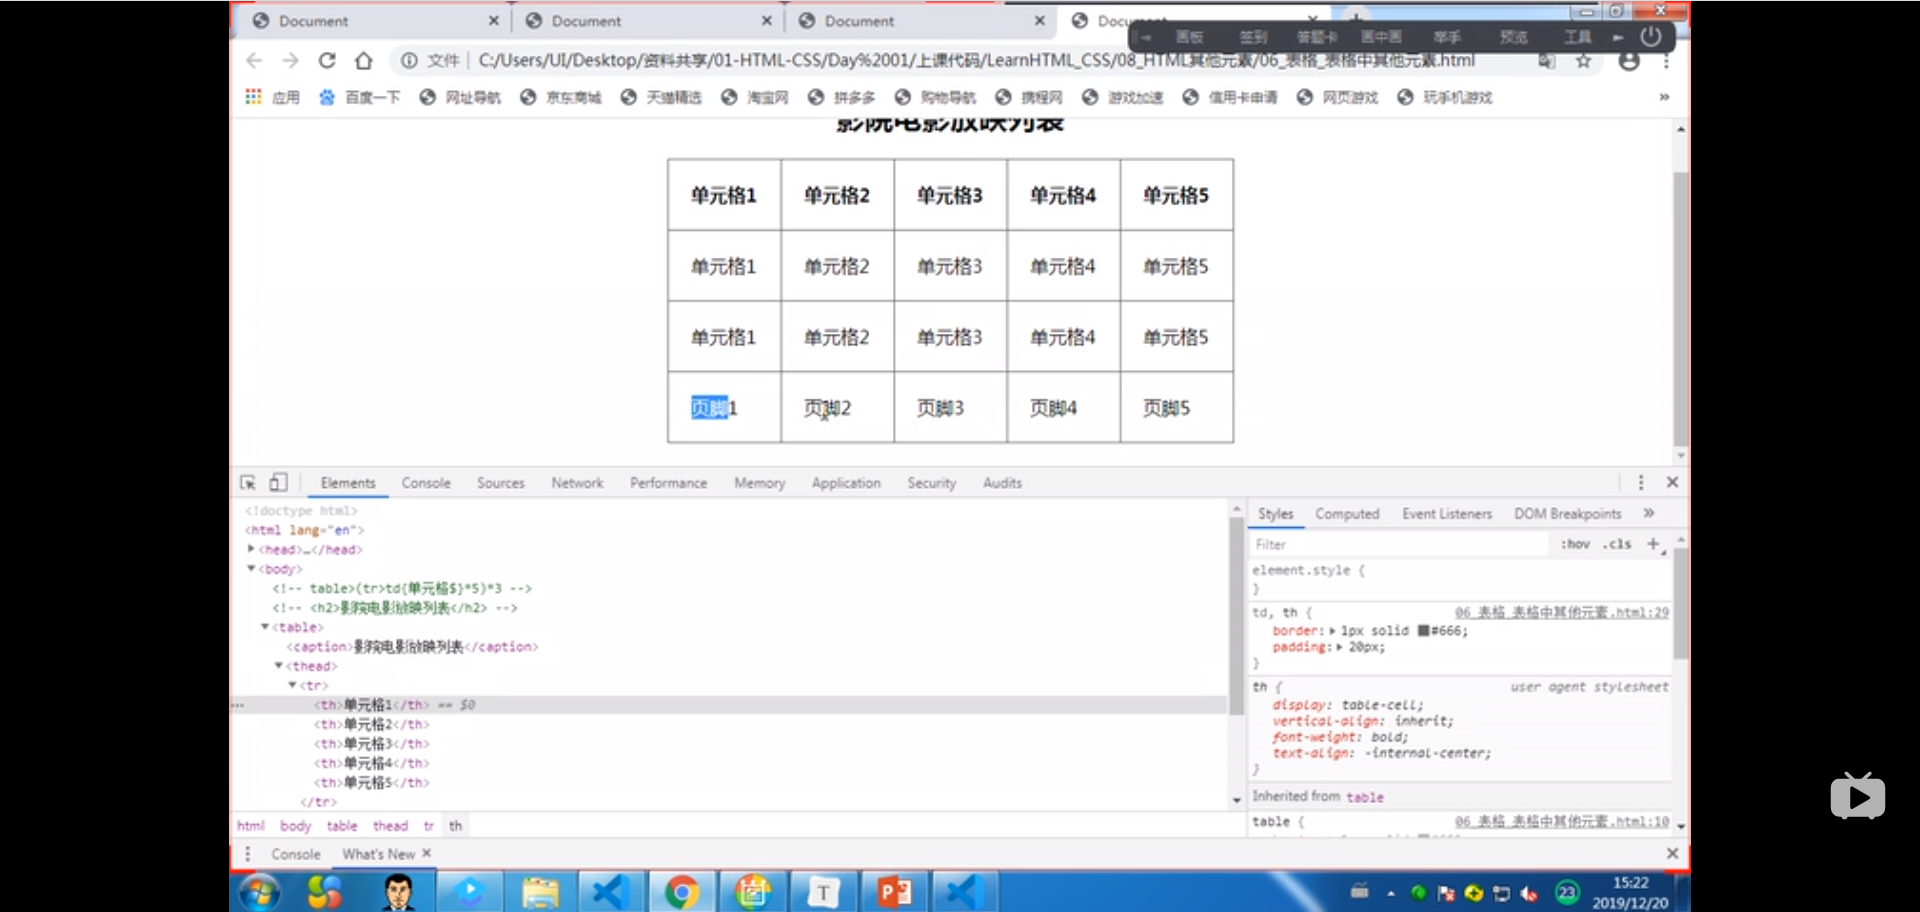 Document Document Document Docum
画板 签到 答题卡 画中画 举手 预览 工具
文件 C:/Users/UI/Desktop/资料共享/01-HTML-CSS/Day%2001/上课代码/LearnHTML_CSS/08_HTML其他元素/06_表格_表格中其他元素.html
应用 百度一下 网址导航 京东商城 天猫精选 淘宝网 拼多多 购物导航 携程网 游戏加速 信用卡申请 网页游戏 玩手机游戏 »
影院电影放映列表
单元格1 单元格2 单元格3 单元格4 单元格5
单元格1 单元格2 单元格3 单元格4 单元格5
单元格1 单元格2 单元格3 单元格4 单元格5
页脚1 页脚2 页脚3 页脚4 页脚5
Elements Console Sources Network Performance Memory Application Security Audits
<!doctype html>
<html lang="en">
<head>…</head>
<body>
<!-- table>(tr>td{单元格$}*5)*3 -->
<!-- <h2>影院电影放映列表</h2> -->
<table>
<caption>影院电影放映列表</caption>
<thead>
<tr>
<th>单元格1</th> == $0
<th>单元格2</th>
<th>单元格3</th>
<th>单元格4</th>
<th>单元格5</th>
</tr>
html body table thead tr th
Styles Computed Event Listeners DOM Breakpoints »
Filter :hov .cls +
element.style {
}
td, th { 06_表格_表格中其他元素.html:29
border: 1px solid #666;
padding: 20px;
}
th { user agent stylesheet
display: table-cell;
vertical-align: inherit;
font-weight: bold;
text-align: -internal-center;
}
Inherited from table
table { 06_表格_表格中其他元素.html:10
Console What's New
T P 23 15:22
2019/12/20